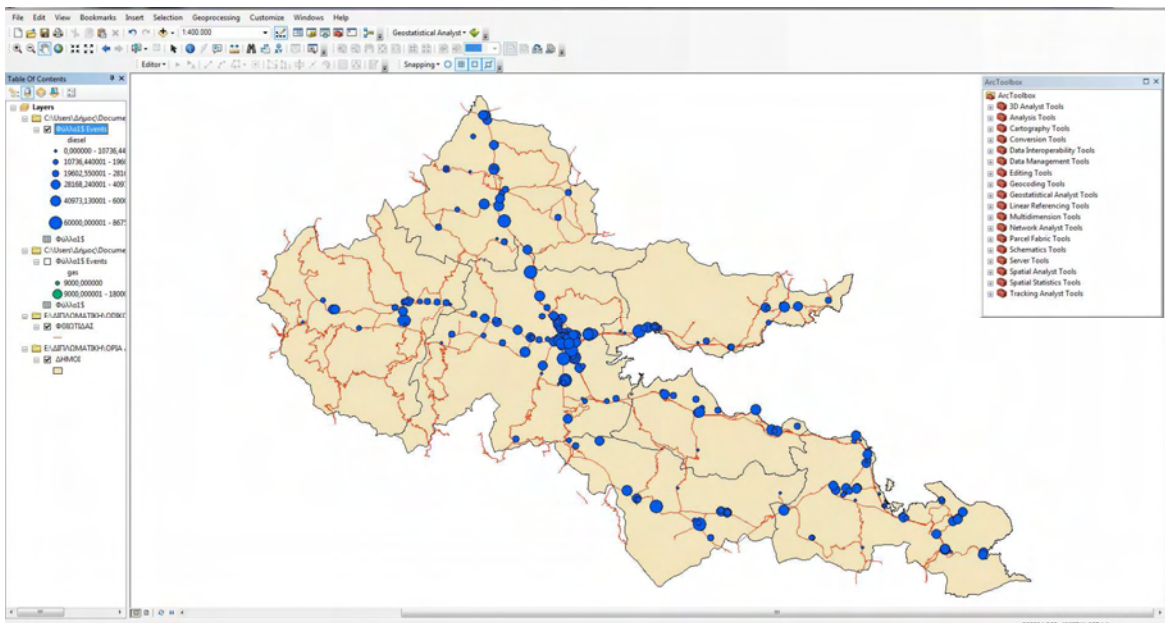 File Edit View Bookmarks Insert Selection Geoprocessing Customize Windows Help
1:400.000 Geostatistical Analyst
Editor Snapping
Table Of Contents
Layers
C:\Users\Δήμος\Docume
Φύλλο1$ Events
diesel
0,000000 - 10736,44
10736,440001 - 1960
19602,550001 - 2816
28168,240001 - 4097
40973,130001 - 6000
60000,000001 - 8675
Φύλλο1$
C:\Users\Δήμος\Docume
Φύλλο1$ Events
gas
9000,000000
9000,000001 - 18000
Φύλλο1$
ΦΘΙΩΤΙΔΑΣ
ΔΗΜΟΙ
ArcToolbox
ArcToolbox
3D Analyst Tools
Analysis Tools
Cartography Tools
Conversion Tools
Data Interoperability Tools
Data Management Tools
Editing Tools
Geocoding Tools
Geostatistical Analyst Tools
Linear Referencing Tools
Multidimension Tools
Network Analyst Tools
Parcel Fabric Tools
Schematics Tools
Server Tools
Spatial Analyst Tools
Spatial Statistics Tools
Tracking Analyst Tools